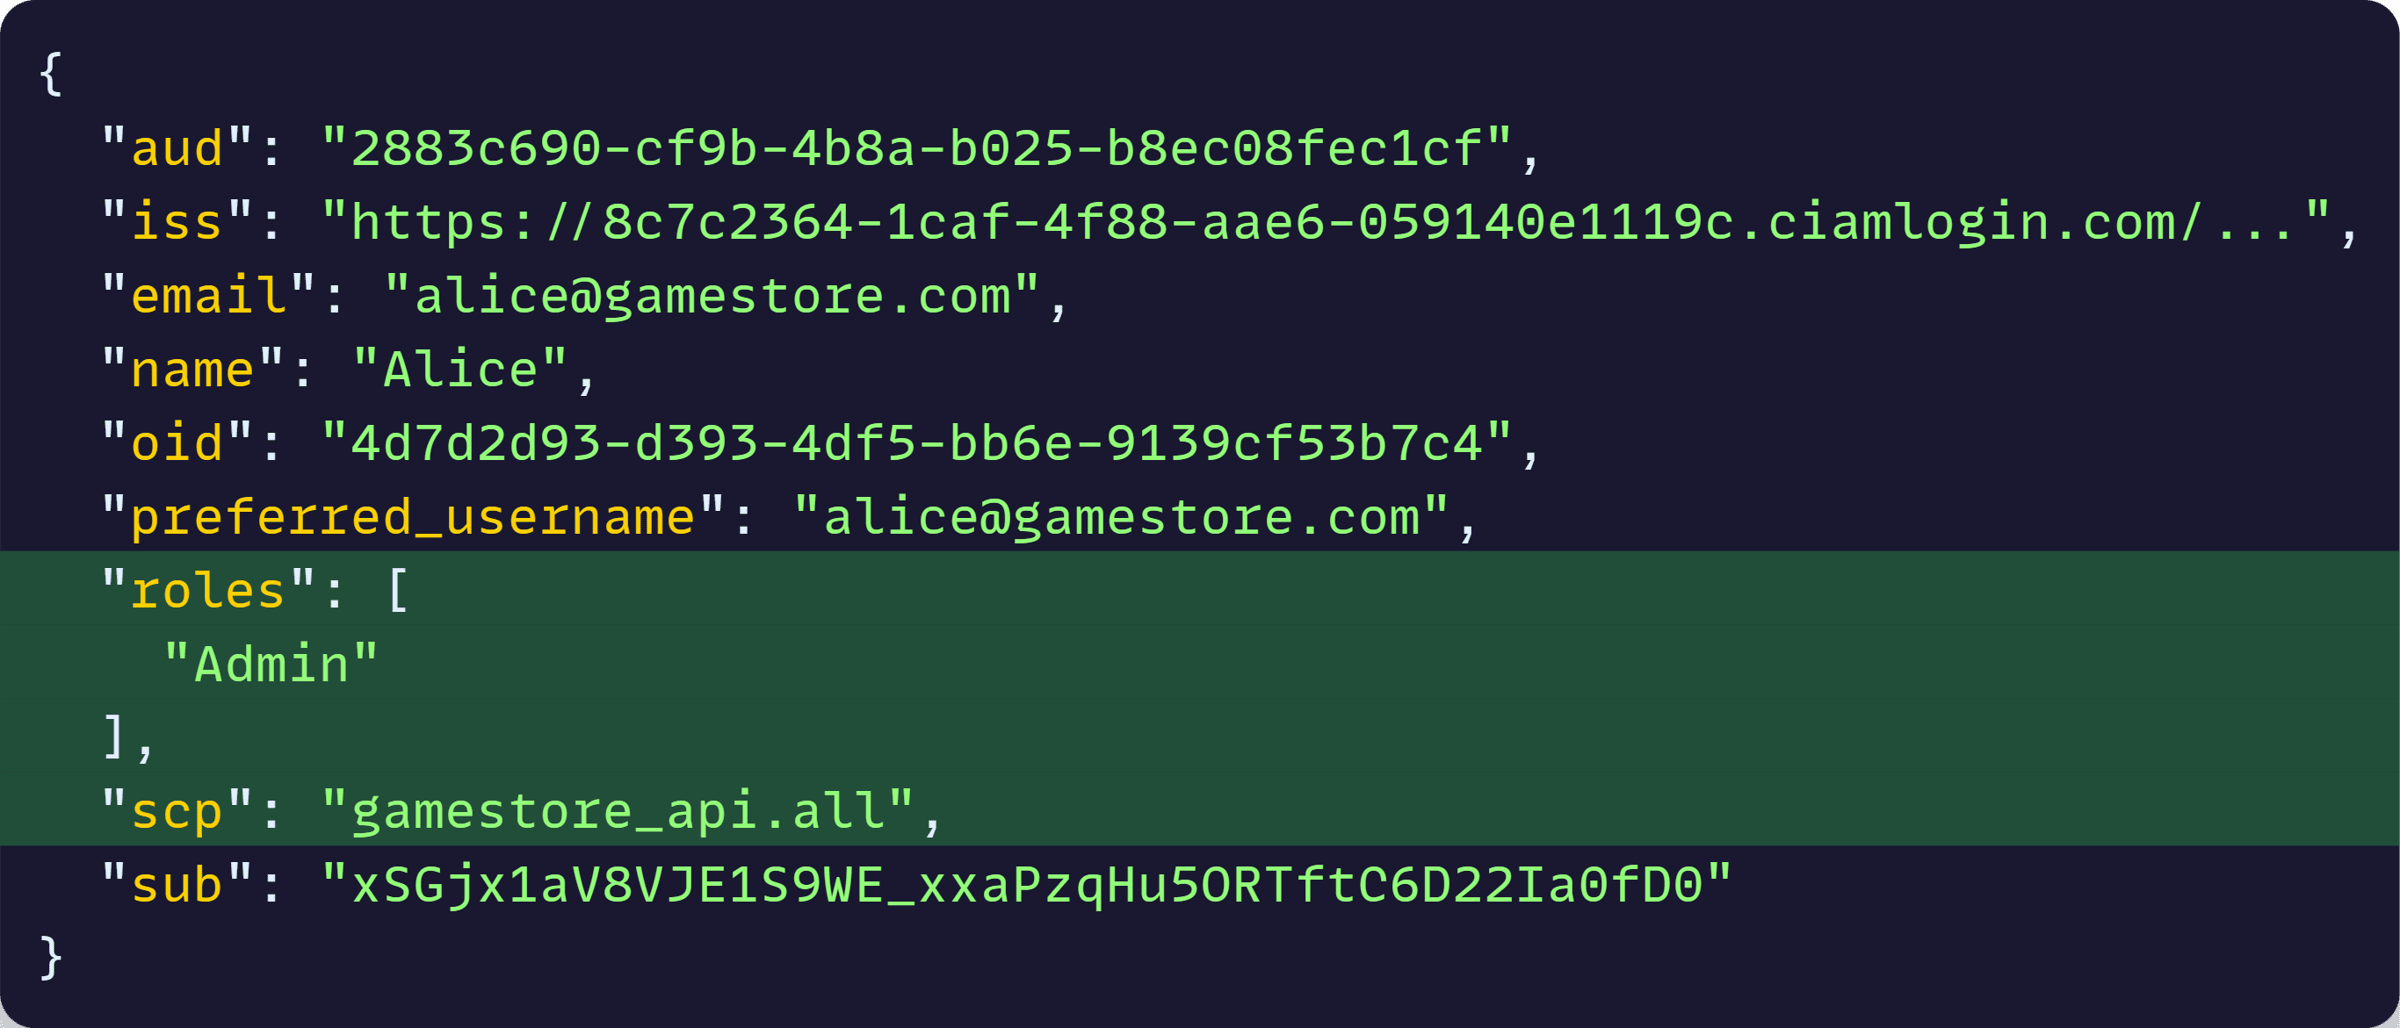 {
  "aud": "2883c690-cf9b-4b8a-b025-b8ec08fec1cf",
  "iss": "https://8c7c2364-1caf-4f88-aae6-059140e1119c.ciamlogin.com/...",
  "email": "alice@gamestore.com",
  "name": "Alice",
  "oid": "4d7d2d93-d393-4df5-bb6e-9139cf53b7c4",
  "preferred_username": "alice@gamestore.com",
  "roles": [
    "Admin"
  ],
  "scp": "gamestore_api.all",
  "sub": "xSGjx1aV8VJE1S9WE_xxaPzqHu5ORTftC6D22Ia0fD0"
}